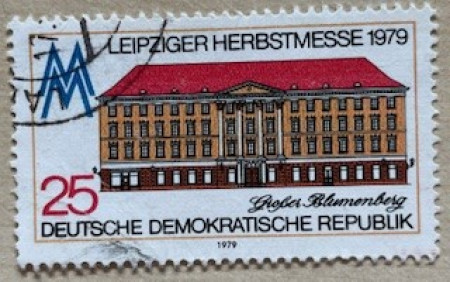 LEIPZIGER HERBSTMESSE 1979
MM
25
Großer Blumenberg
DEUTSCHE DEMOKRATISCHE REPUBLIK
1979